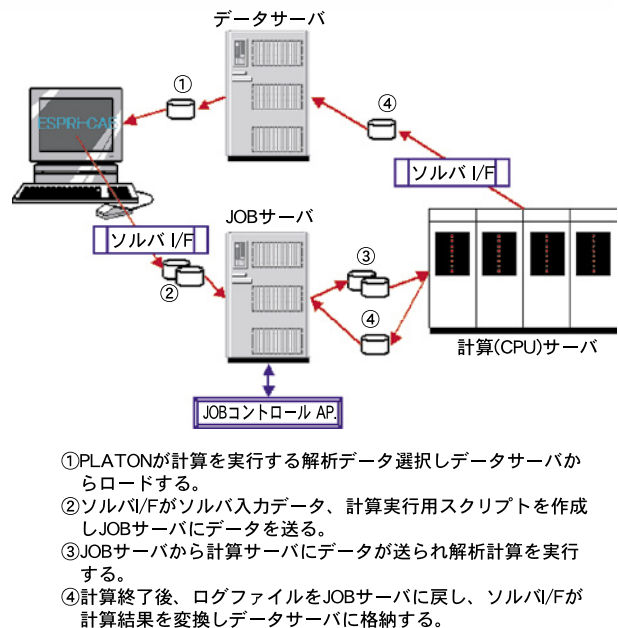 データサーバ
①
④
ESPRI-CAE
ソルバ I/F
ソルバ I/F
JOBサーバ
②
③
④
計算(CPU)サーバ
JOBコントロール AP.
①PLATONが計算を実行する解析データ選択しデータサーバか
らロードする。
②ソルバI/Fがソルバ入力データ、計算実行用スクリプトを作成
しJOBサーバにデータを送る。
③JOBサーバから計算サーバにデータが送られ解析計算を実行
する。
④計算終了後、ログファイルをJOBサーバに戻し、ソルバI/Fが
計算結果を変換しデータサーバに格納する。